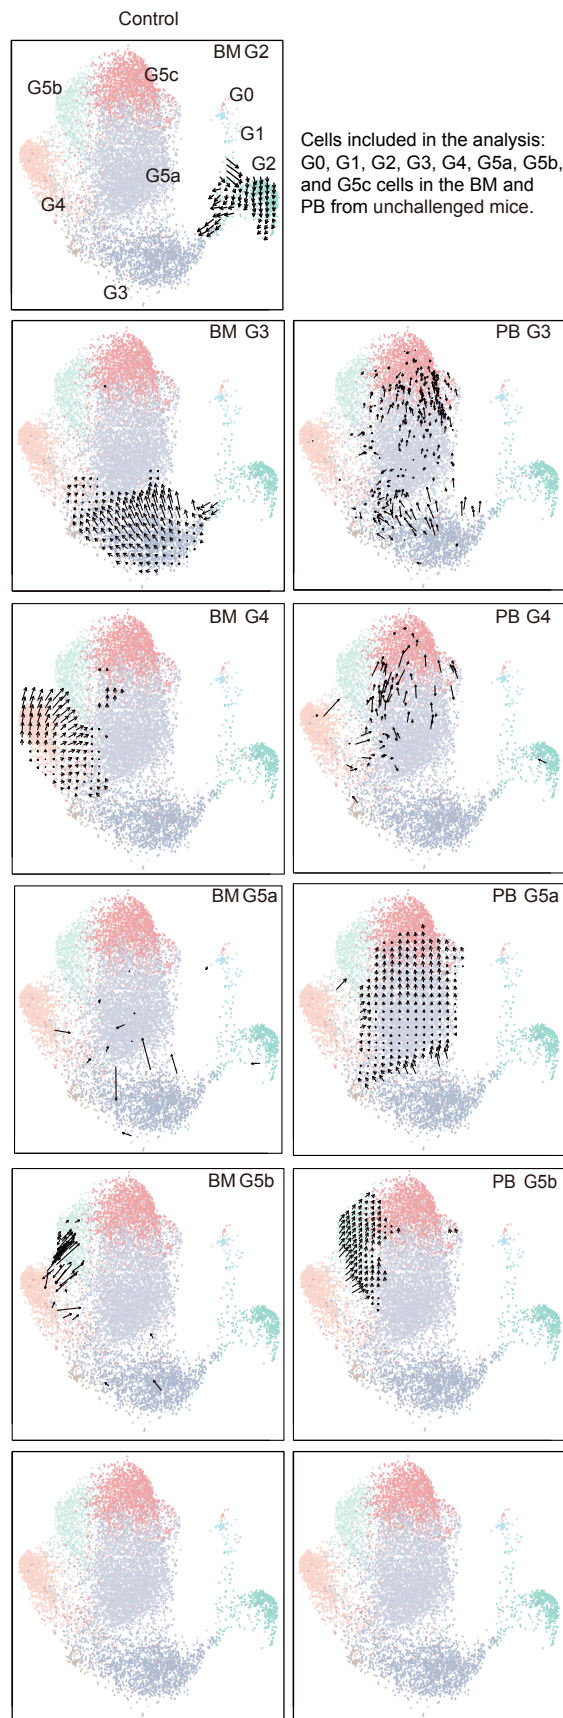 Control
BM G2
G5b
G5c
G0
G1
G2
G5a
G4
G3
Cells included in the analysis:
G0, G1, G2, G3, G4, G5a, G5b,
and G5c cells in the BM and
PB from unchallenged mice.
BM G3
PB G3
BM G4
PB G4
BM G5a
PB G5a
BM G5b
PB G5b